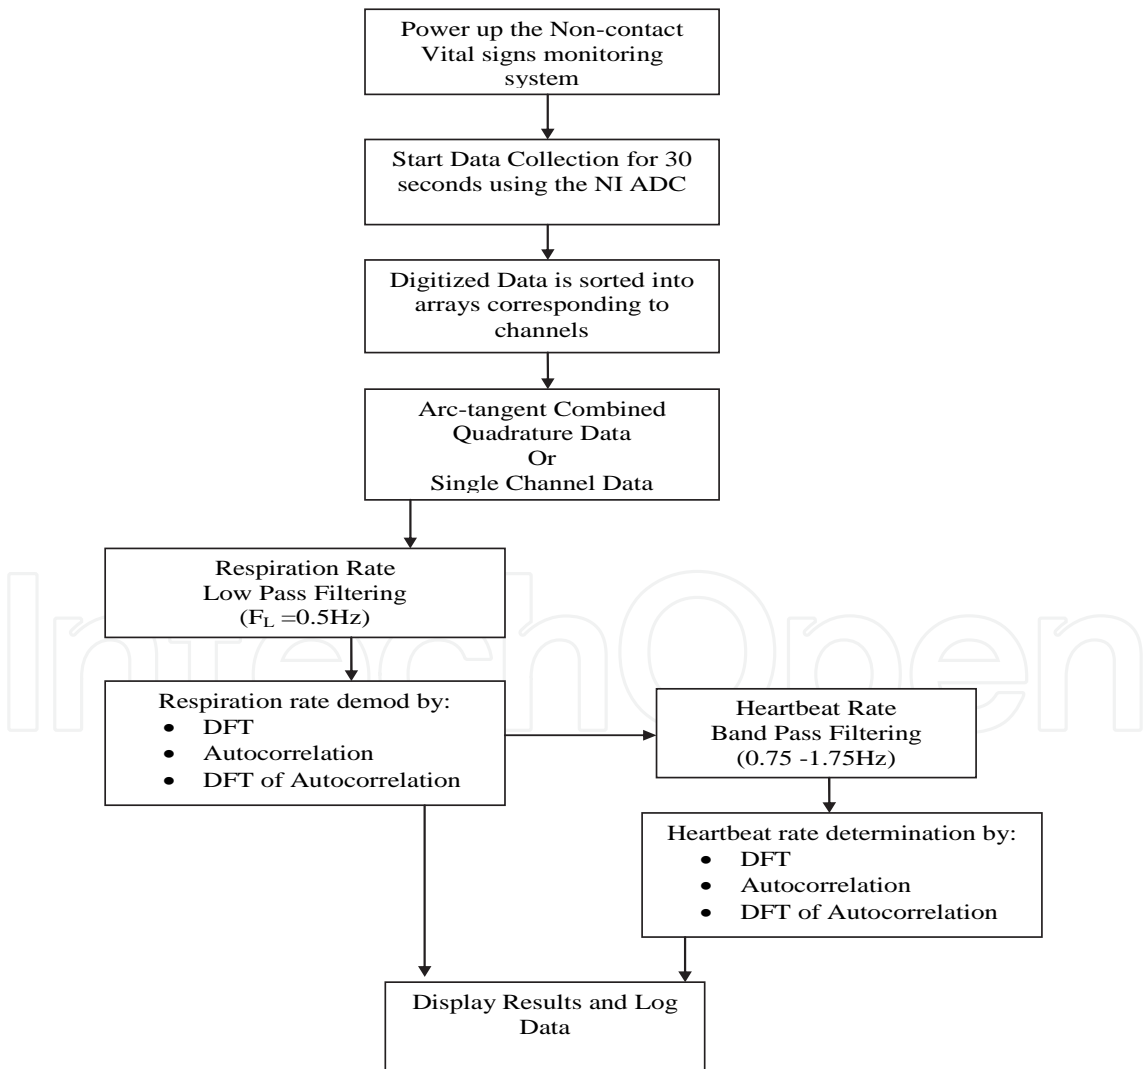 Power up the Non-contact
Vital signs monitoring
system
Start Data Collection for 30
seconds using the NI ADC
Digitized Data is sorted into
arrays corresponding to
channels
Arc-tangent Combined
Quadrature Data
Or
Single Channel Data
Respiration Rate
Low Pass Filtering
(F_L =0.5Hz)
Respiration rate demod by:
• DFT
• Autocorrelation
• DFT of Autocorrelation
Heartbeat Rate
Band Pass Filtering
(0.75 -1.75Hz)
Heartbeat rate determination by:
• DFT
• Autocorrelation
• DFT of Autocorrelation
Display Results and Log
Data
IntechOpen